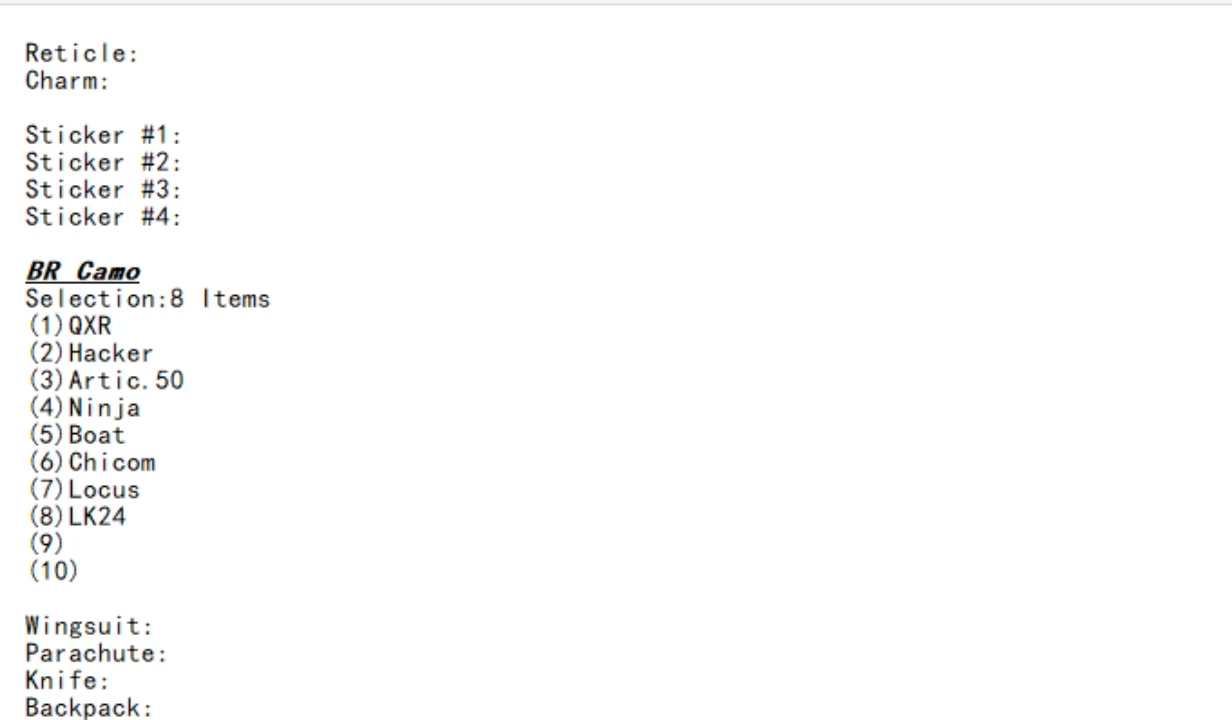 Reticle:
Charm:
Sticker #1:
Sticker #2:
Sticker #3:
Sticker #4:
BR Camo
Selection:8 Items
(1)QXR
(2)Hacker
(3)Artic.50
(4)Ninja
(5)Boat
(6)Chicom
(7)Locus
(8)LK24
(9)
(10)
Wingsuit:
Parachute:
Knife:
Backpack: